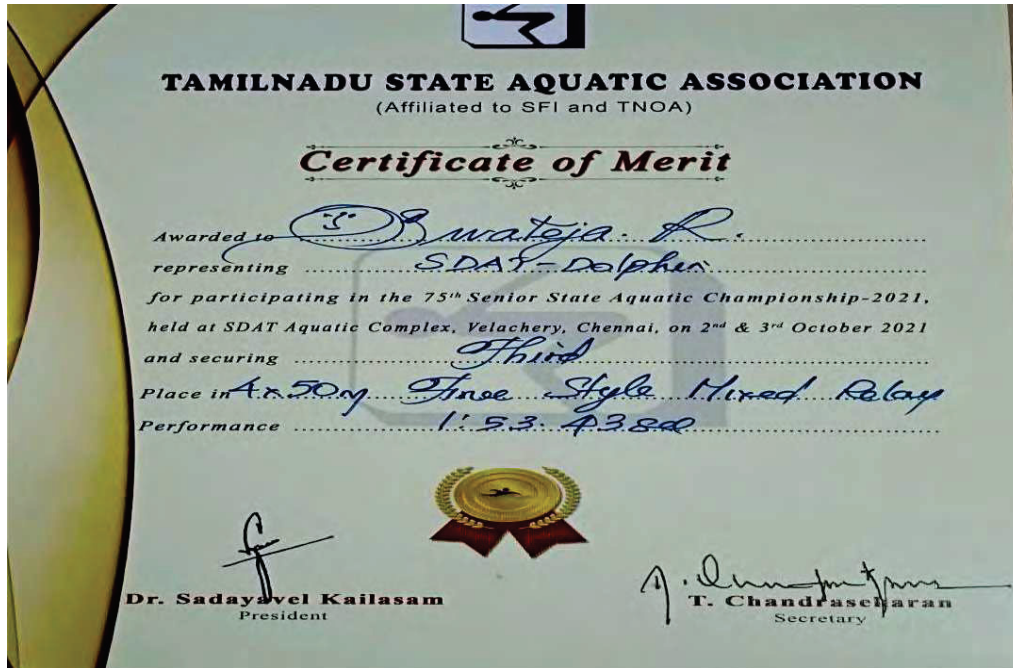 TAMILNADU STATE AQUATIC ASSOCIATION
(Affiliated to SFI and TNOA)
Certificate of Merit
Awarded to Swateja. R.
representing SDAT-Dolphin
for participating in the 75th Senior State Aquatic Championship-2021,
held at SDAT Aquatic Complex, Velachery, Chennai, on 2nd & 3rd October 2021
and securing Third
Place in 4x50m Free Style Mixed Relay
Performance 1:53.43sec
Dr. Sadayavel Kailasam
President
T. Chandrasekaran
Secretary